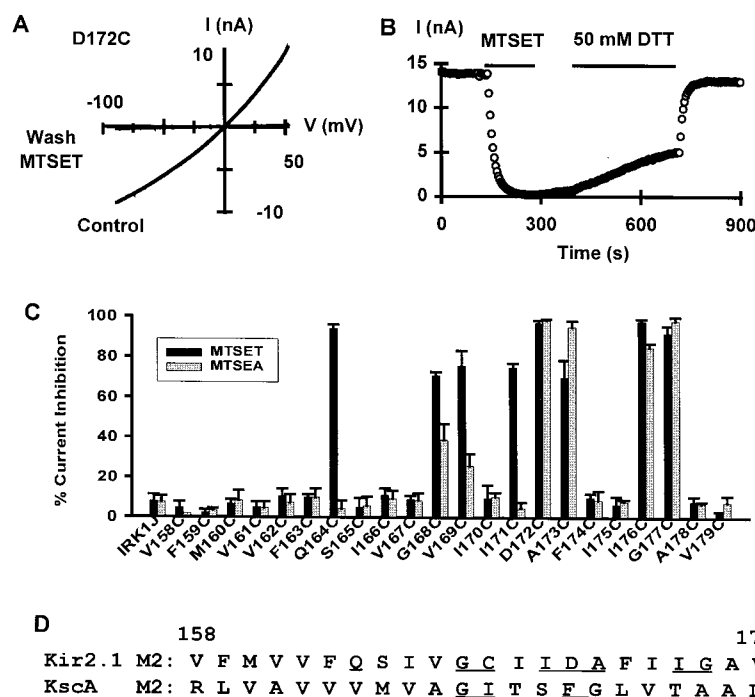 A
D172C
I (nA)
10
-100
V (mV)
Wash
MTSET
50
Control
-10
B
I (nA)
MTSET
50 mM DTT
15
10
5
0
0
300
600
900
Time (s)
C
% Current Inhibition
100
80
60
40
20
0
MTSET
MTSEA
IRK1J
V158C
F159C
M160C
V161C
V162C
F163C
Q164C
S165C
I166C
V167C
G168C
V169C
I170C
I171C
D172C
A173C
F174C
I175C
I176C
G177C
A178C
V179C
D
158
17
Kir2.1 M2: V F M V V F Q S I V G C I I D A F I I G A V
KscA M2: R L V A V V V M V A G I T S F G L V T A A